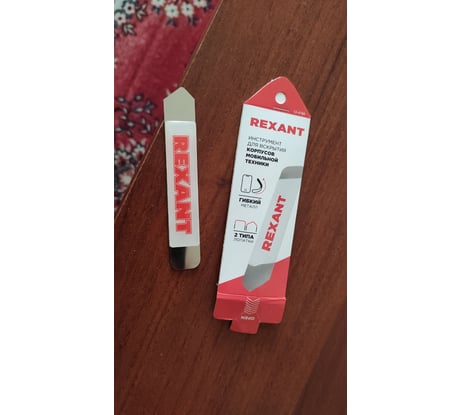 REXANT
REXANT
ИНСТРУМЕНТ
ДЛЯ ВСКРЫТИЯ
КОРПУСОВ
МОБИЛЬНОЙ
ТЕХНИКИ
ГИБКИЙ
МЕТАЛЛ
2 ТИПА
ЛОПАТКИ
REXANT